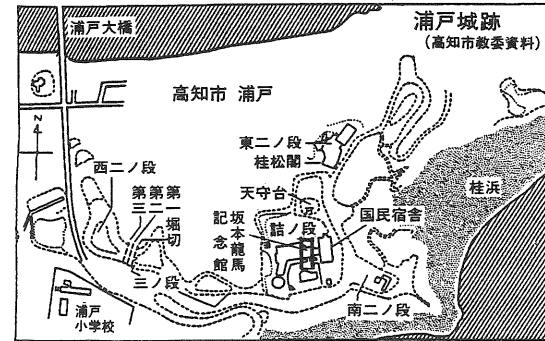 浦戸城跡
(高知市教委資料)
浦戸大橋
高知市 浦戸
N
東二ノ段
桂松閣
西二ノ段
天守台
桂浜
第一
第二
第三
堀切
詰ノ段
国民宿舎
坂本龍馬
記念館
三ノ段
南二ノ段
浦戸
小学校